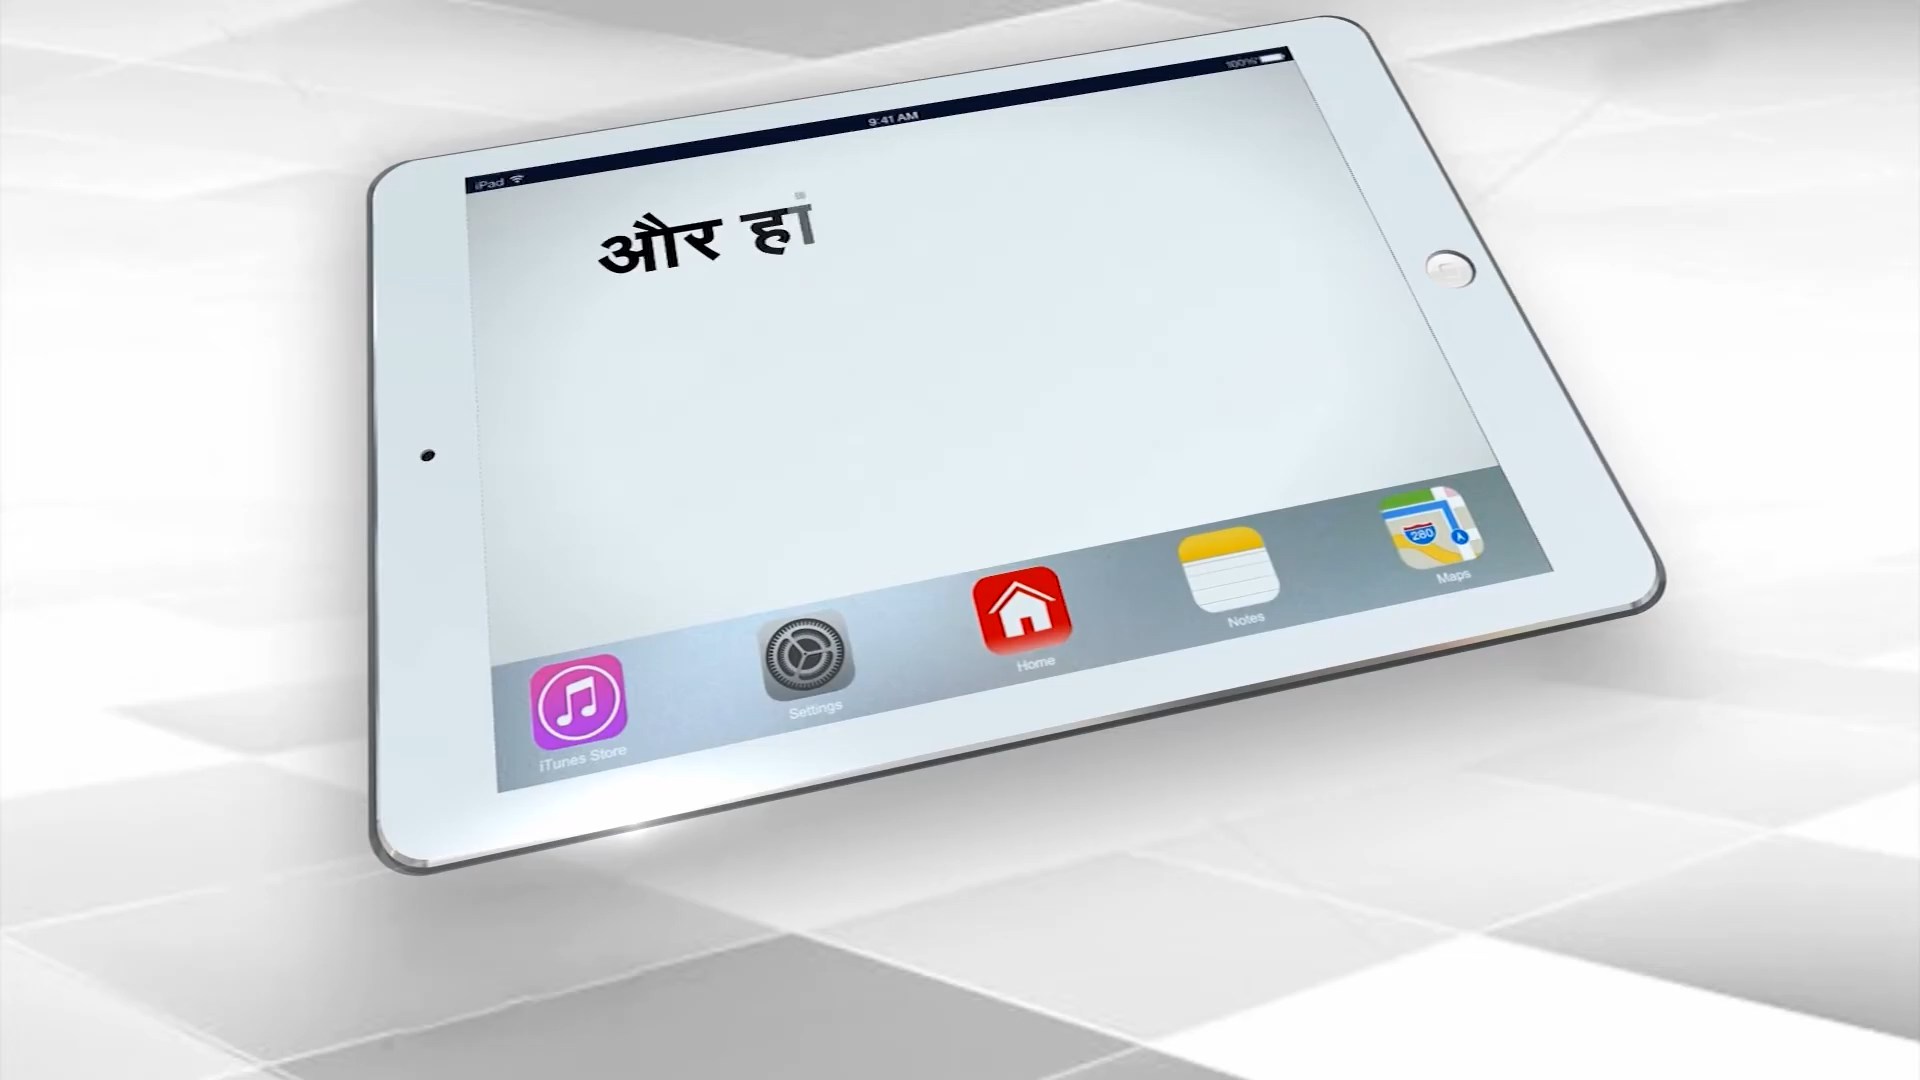 iPad
9:41 AM
100%
और हां
iTunes Store
Settings
Home
Notes
280
Maps